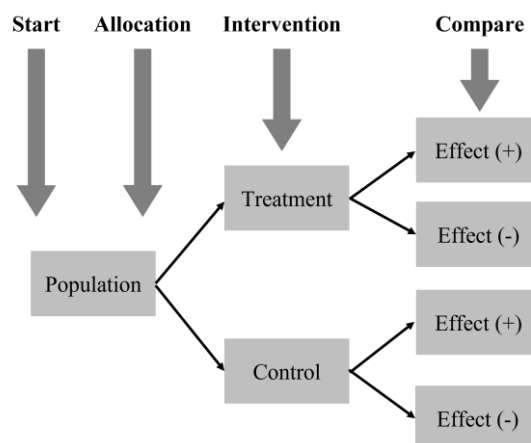 Start Allocation Intervention Compare
Effect (+)
Treatment
Effect (-)
Population
Effect (+)
Control
Effect (-)